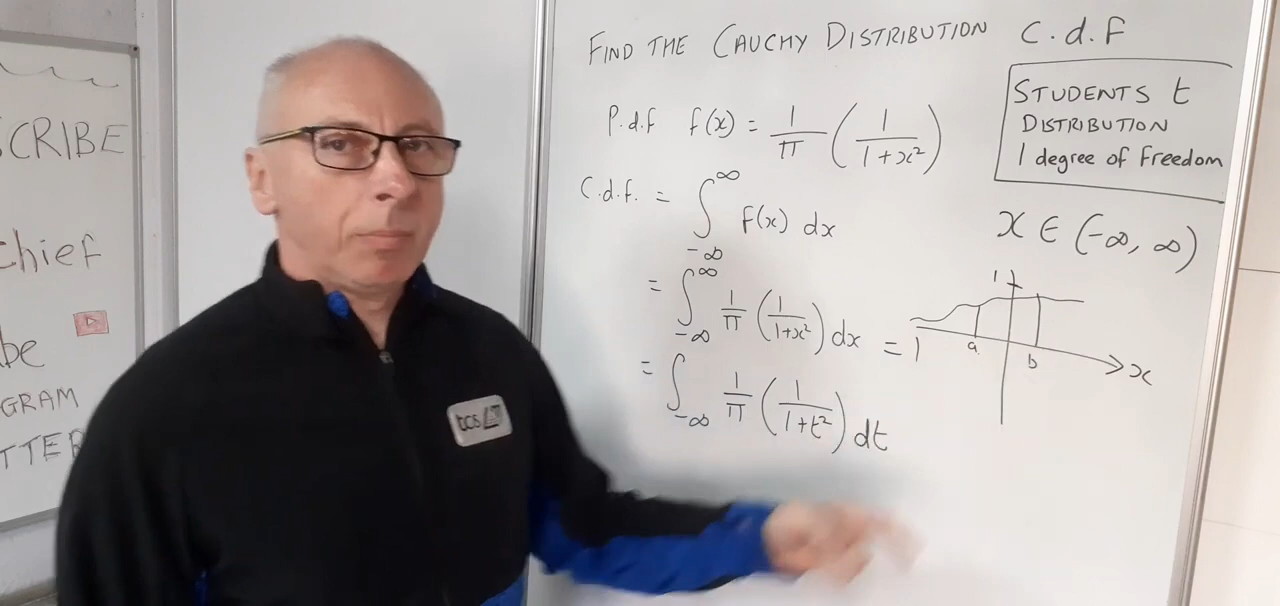 SCRIBE
chief
be
GRAM
TTER
tcs
FIND THE CAUCHY DISTRIBUTION C.d.F
P.d.f f(x) = 1/π (1/(1+x²))
STUDENTS t
DISTRIBUTION
1 degree of Freedom
C.d.f. = ∫_{-∞}^{∞} f(x) dx
x ∈ (-∞, ∞)
= ∫_{-∞}^{∞} 1/π (1/(1+x²)) dx = 1
= ∫_{-∞} 1/π (1/(1+t²)) dt
1
a
b
x